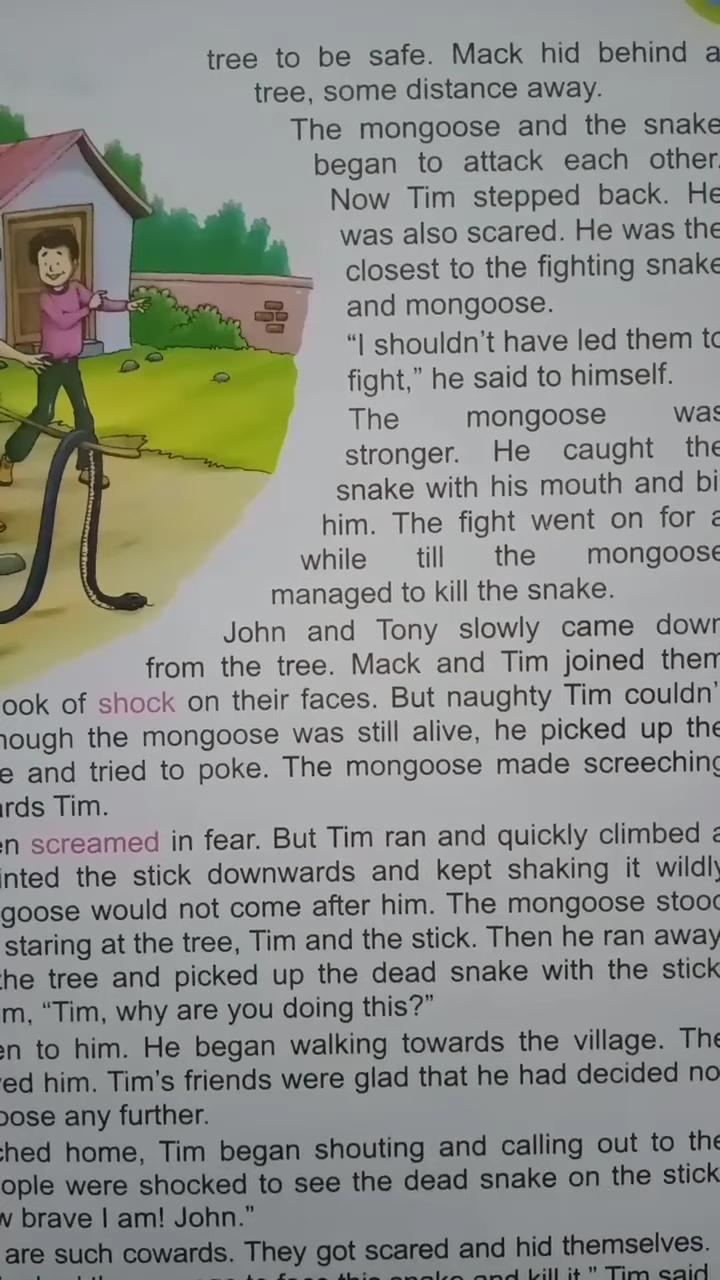 tree to be safe. Mack hid behind a
tree, some distance away.
The mongoose and the snake
began to attack each other.
Now Tim stepped back. He
was also scared. He was the
closest to the fighting snake
and mongoose.
“I shouldn’t have led them to
fight,” he said to himself.
The mongoose was
stronger. He caught the
snake with his mouth and bi
him. The fight went on for a
while till the mongoose
managed to kill the snake.
John and Tony slowly came down
from the tree. Mack and Tim joined them
ook of shock on their faces. But naughty Tim couldn’
hough the mongoose was still alive, he picked up the
e and tried to poke. The mongoose made screeching
ards Tim.
en screamed in fear. But Tim ran and quickly climbed a
inted the stick downwards and kept shaking it wildly
goose would not come after him. The mongoose stood
staring at the tree, Tim and the stick. Then he ran away
the tree and picked up the dead snake with the stick
m, “Tim, why are you doing this?”
en to him. He began walking towards the village. The
ed him. Tim’s friends were glad that he had decided no
oose any further.
ched home, Tim began shouting and calling out to the
ople were shocked to see the dead snake on the stick
w brave I am! John.”
are such cowards. They got scared and hid themselves.
snake and kill it,” Tim said